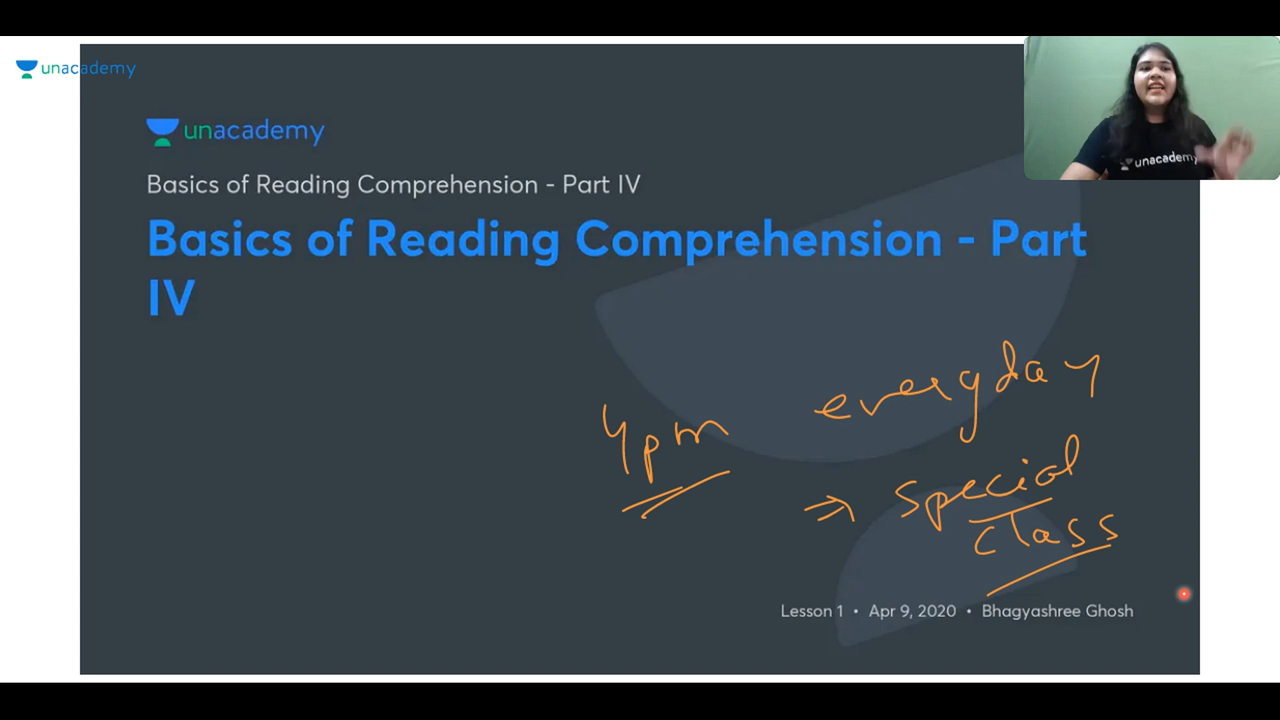 unacademy
unacademy
unacademy
Basics of Reading Comprehension - Part IV
Basics of Reading Comprehension - Part
IV
4pm everyday
⇒ special
class
Lesson 1 • Apr 9, 2020 • Bhagyashree Ghosh